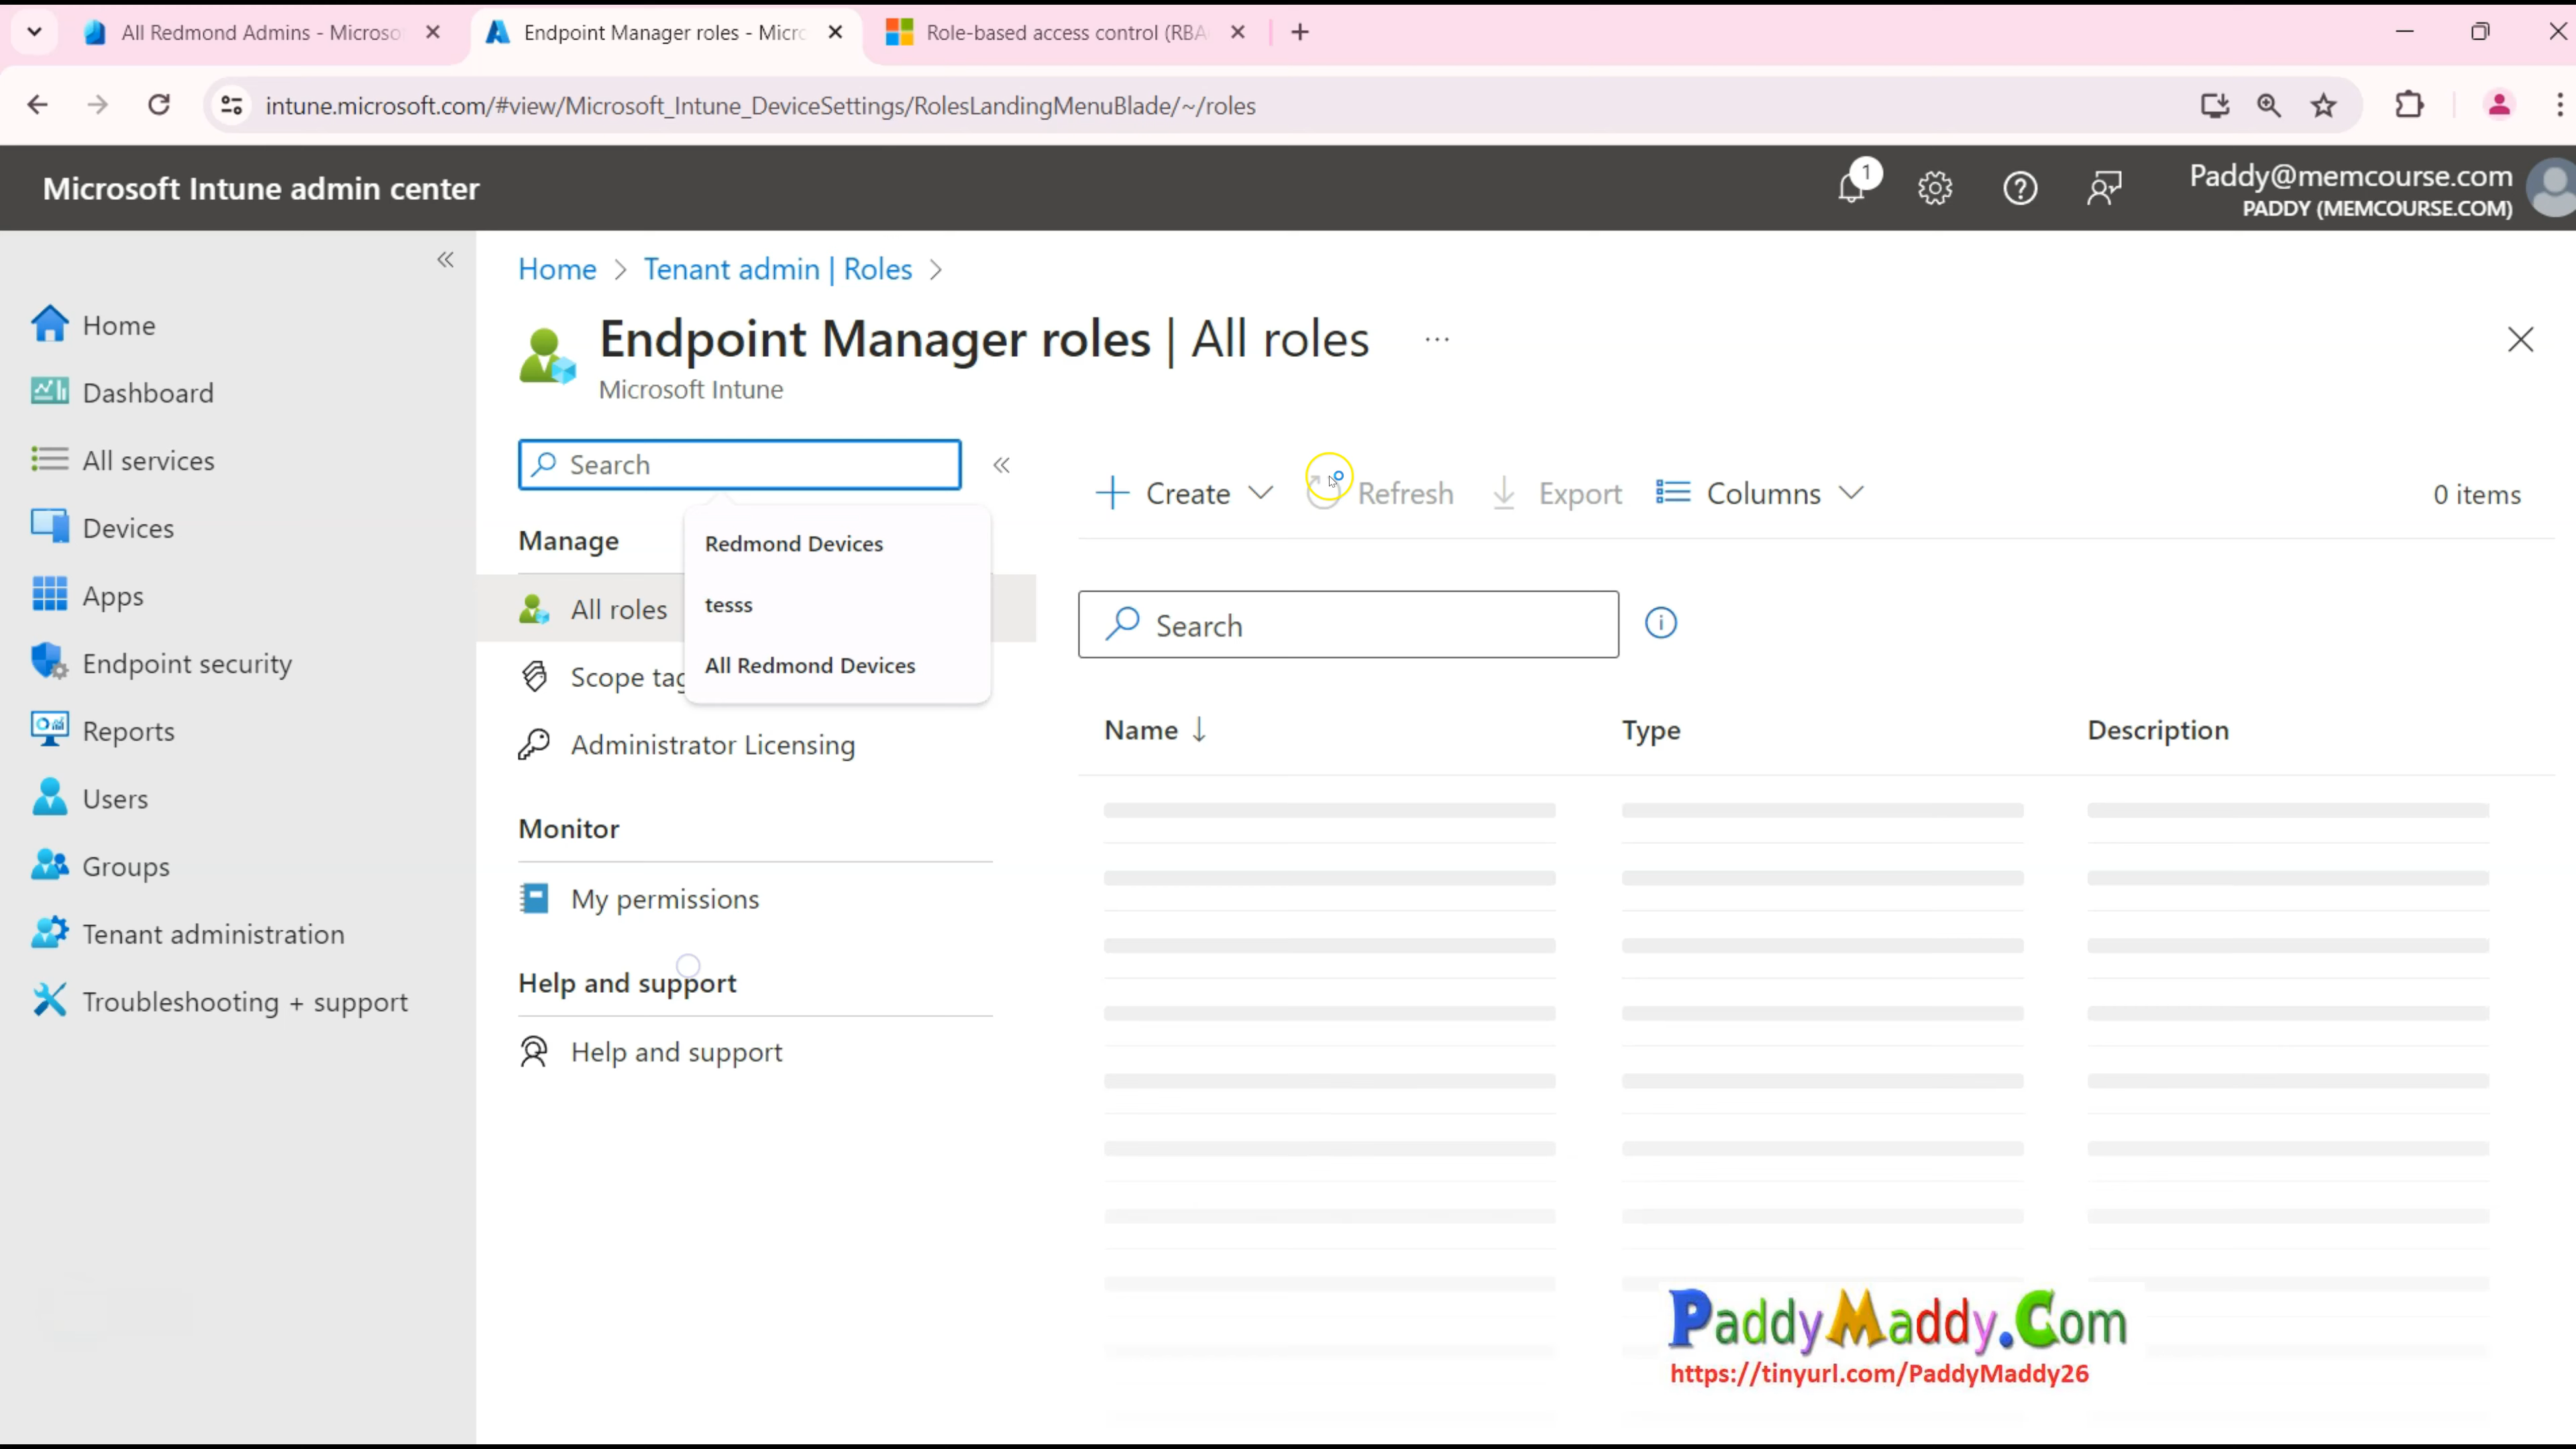 All Redmond Admins - Microso
Endpoint Manager roles - Micro
Role-based access control (RBA
intune.microsoft.com/#view/Microsoft_Intune_DeviceSettings/RolesLandingMenuBlade/~/roles
Microsoft Intune admin center
1
Paddy@memcourse.com
PADDY (MEMCOURSE.COM)
Home
Dashboard
All services
Devices
Apps
Endpoint security
Reports
Users
Groups
Tenant administration
Troubleshooting + support
Home > Tenant admin | Roles >
Endpoint Manager roles | All roles ...
Microsoft Intune
Search
Redmond Devices
tesss
All Redmond Devices
Manage
All roles
Scope tag
Administrator Licensing
Monitor
My permissions
Help and support
Help and support
Create
Refresh
Export
Columns
0 items
Search
Name ↓
Type
Description
PaddyMaddy.Com
https://tinyurl.com/PaddyMaddy26